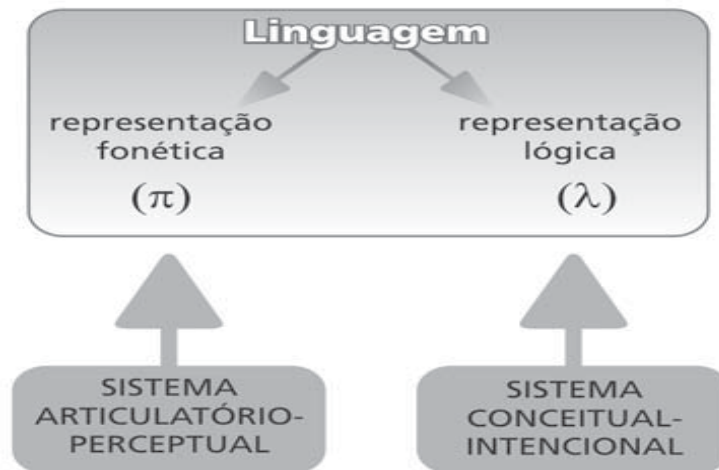 Linguagem
representação
fonética
(π)
representação
lógica
(λ)
SISTEMA
ARTICULATÓRIO-
PERCEPTUAL
SISTEMA
CONCEITUAL-
INTENCIONAL